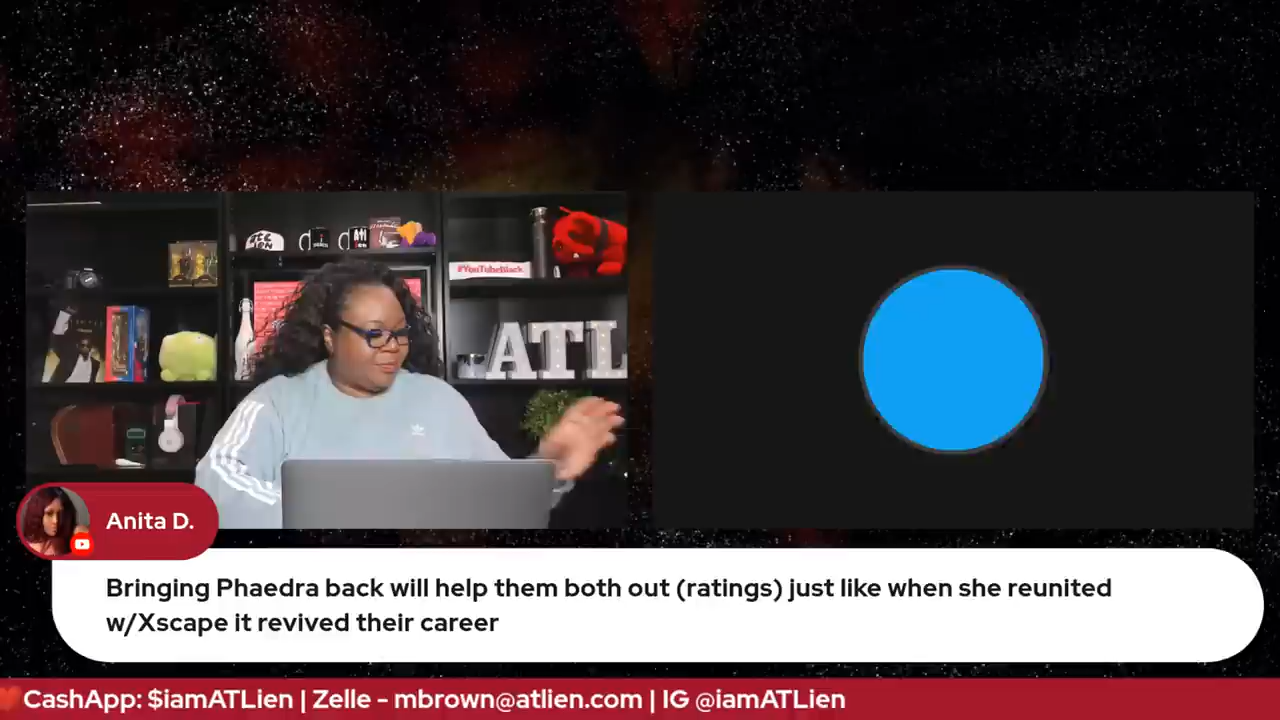 #YouTubeBlack
ATL
Anita D.
Bringing Phaedra back will help them both out (ratings) just like when she reunited
w/Xscape it revived their career
CashApp: $iamATLien | Zelle - mbrown@atlien.com | IG @iamATLien